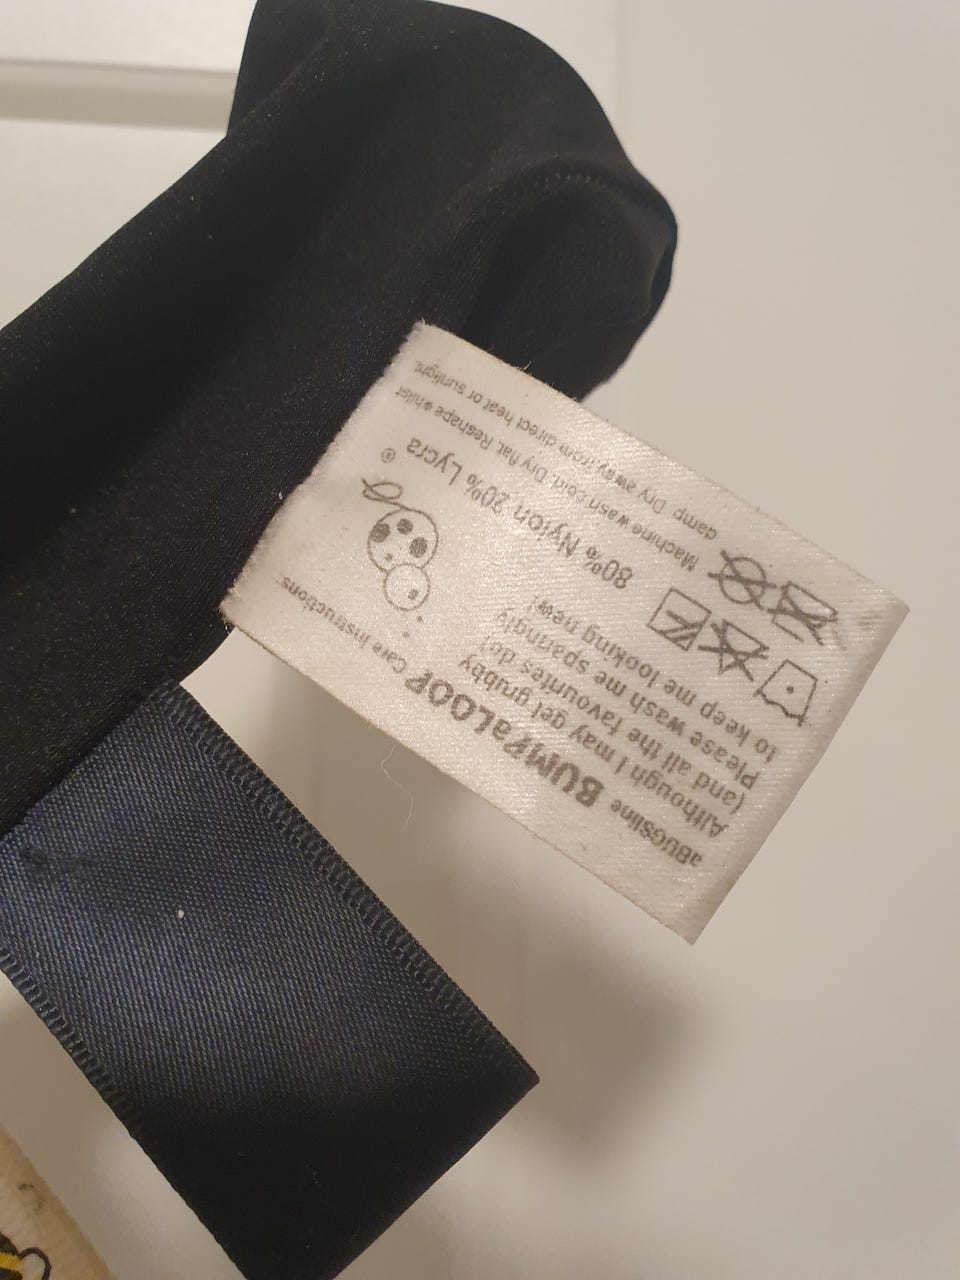 aBUGSline BUMPaLOOP® Care Instructions
Although I may get grubby
(and all the favourites do)
Please wash me sparingly
to keep me looking new!
80% Nylon 20% Lycra®
Machine wash cold. Dry flat. Reshape whilst
damp. Dry away from direct heat or sunlight.